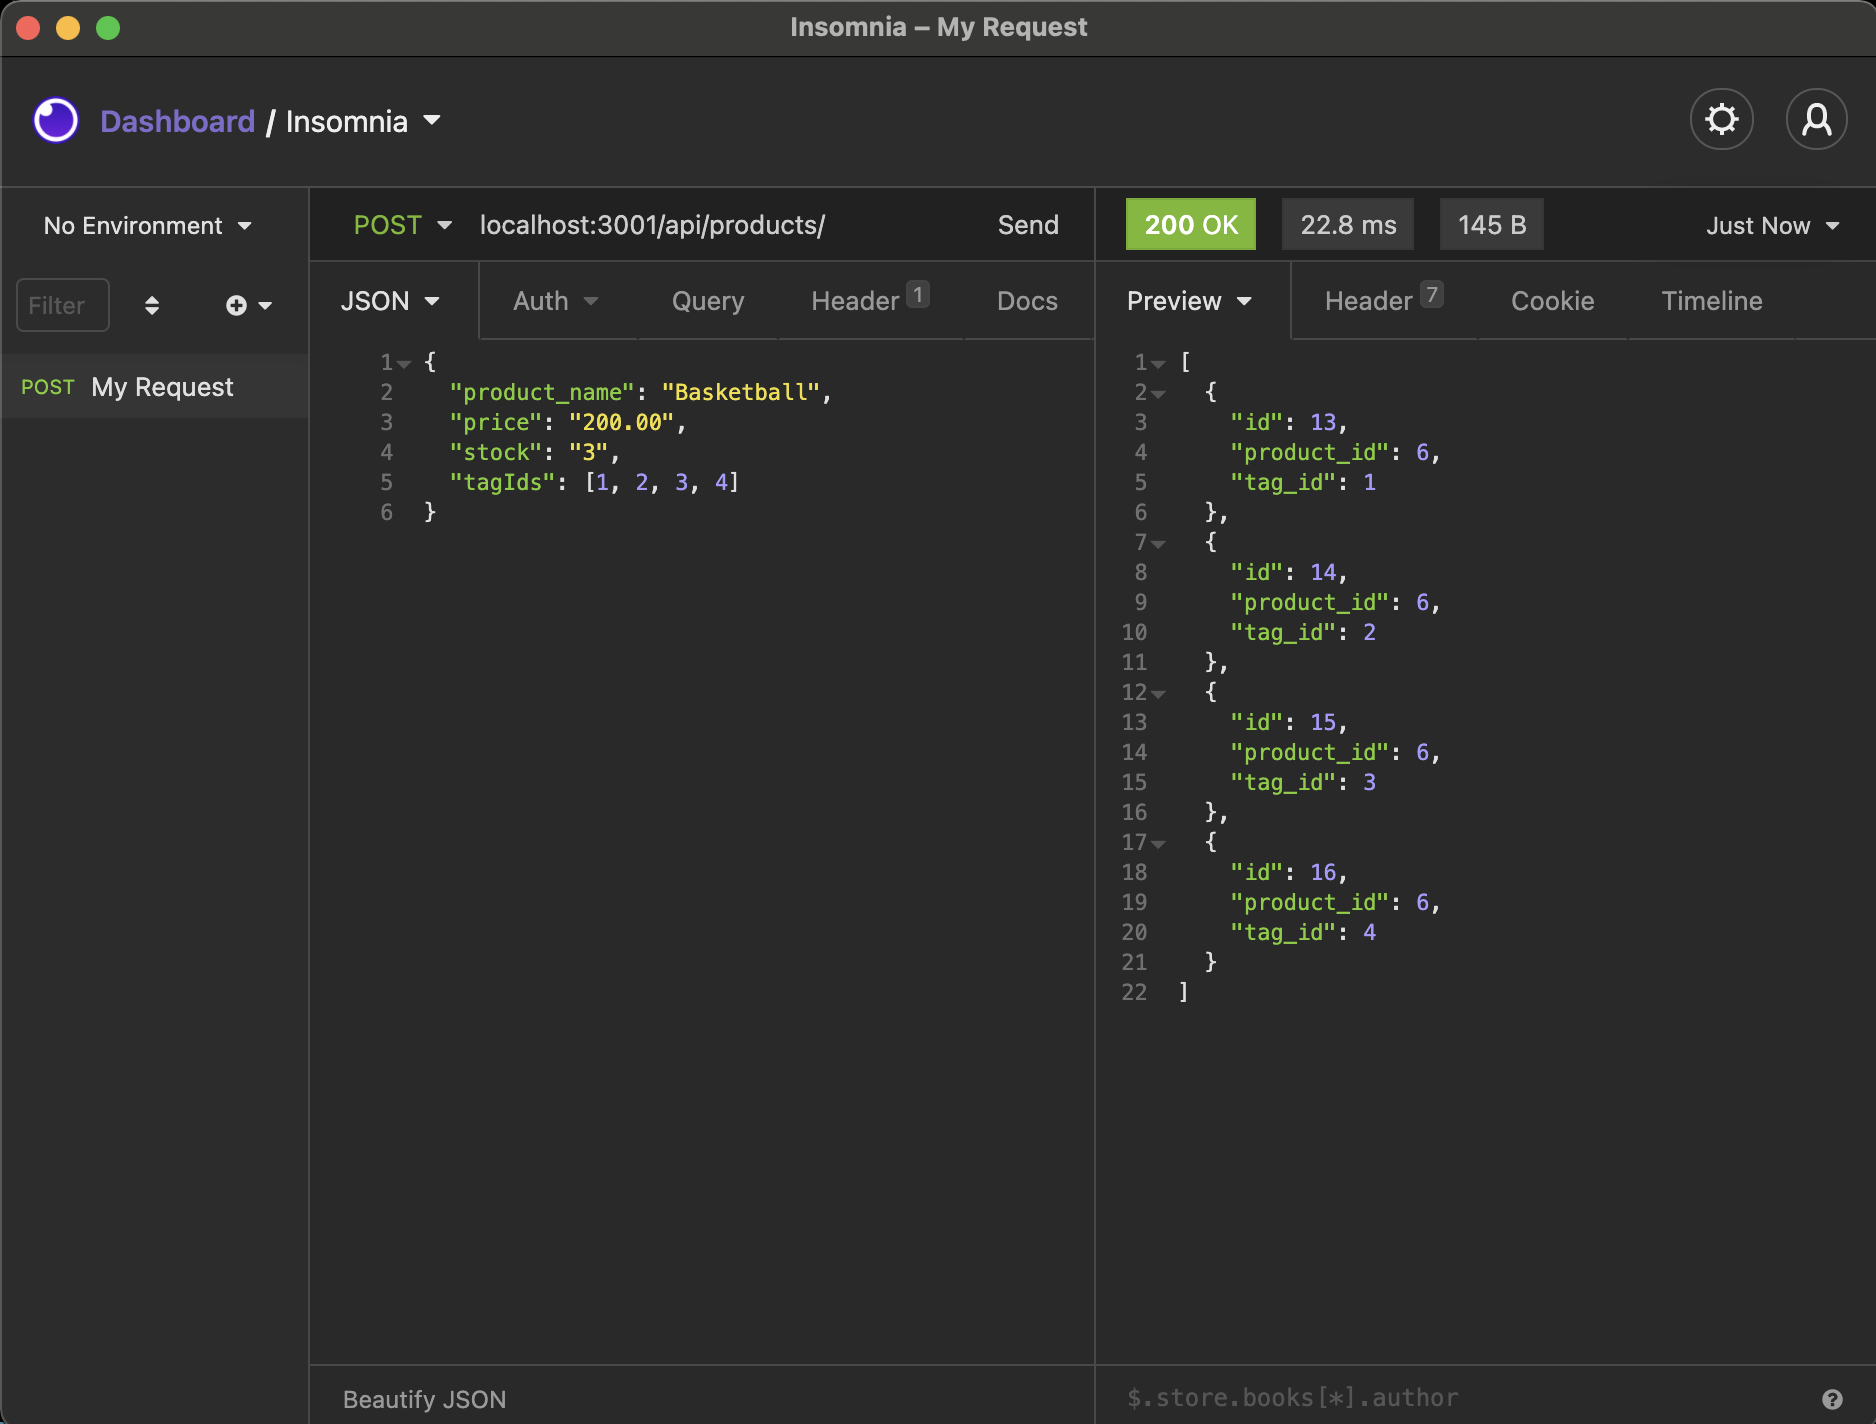 Insomnia – My Request
Dashboard / Insomnia
No Environment
Filter
POST My Request
POST localhost:3001/api/products/ Send
JSON Auth Query Header 1 Docs
1 {
2 "product_name": "Basketball",
3 "price": "200.00",
4 "stock": "3",
5 "tagIds": [1, 2, 3, 4]
6 }
Beautify JSON
200 OK 22.8 ms 145 B Just Now
Preview Header 7 Cookie Timeline
1 [
2 {
3 "id": 13,
4 "product_id": 6,
5 "tag_id": 1
6 },
7 {
8 "id": 14,
9 "product_id": 6,
10 "tag_id": 2
11 },
12 {
13 "id": 15,
14 "product_id": 6,
15 "tag_id": 3
16 },
17 {
18 "id": 16,
19 "product_id": 6,
20 "tag_id": 4
21 }
22 ]
$.store.books[*].author ?